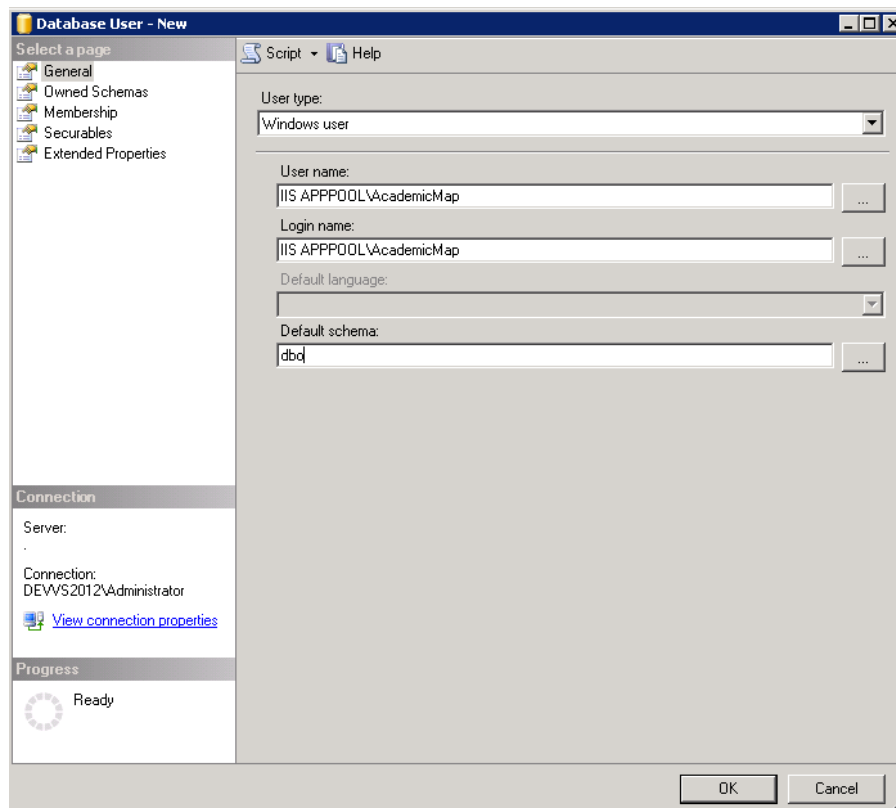 Database User - New
Select a page
General
Owned Schemas
Membership
Securables
Extended Properties
Script Help
User type:
Windows user
User name:
IIS APPPOOL\AcademicMap
...
Login name:
IIS APPPOOL\AcademicMap
...
Default language:
Default schema:
dbo
...
Connection
Server:
.
Connection:
DEVVS2012\Administrator
View connection properties
Progress
Ready
OK Cancel